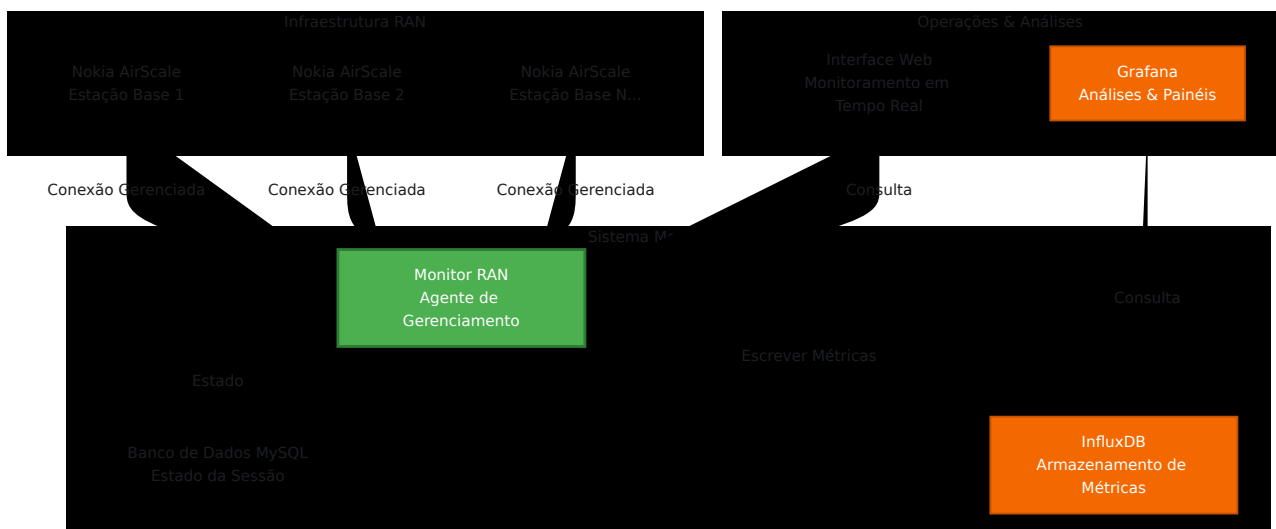 Infraestrutura RAN
Operações & Análises
Nokia AirScale
Estação Base 1
Nokia AirScale
Estação Base 2
Nokia AirScale
Estação Base N...
Interface Web
Monitoramento em
Tempo Real
Grafana
Análises & Painéis
Conexão Gerenciada
Conexão Gerenciada
Conexão Gerenciada
Consulta
Sistema
Monitor RAN
Agente de
Gerenciamento
Consulta
Escrever Métricas
Estado
Banco de Dados MySQL
Estado da Sessão
InfluxDB
Armazenamento de
Métricas